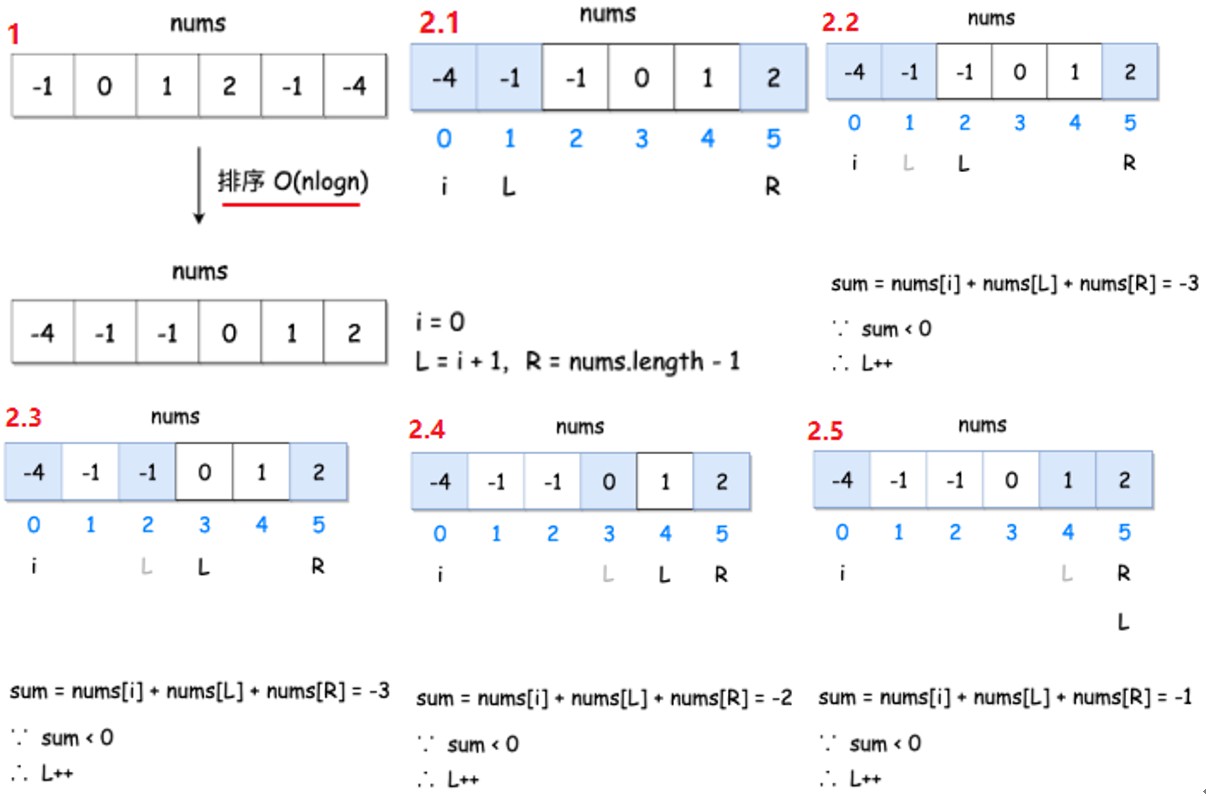 1
nums
-1 0 1 2 -1 -4
排序 O(nlogn)
nums
-4 -1 -1 0 1 2
2.1
nums
-4 -1 -1 0 1 2
0 1 2 3 4 5
i L R
i = 0
L = i + 1, R = nums.length - 1
2.2
nums
-4 -1 -1 0 1 2
0 1 2 3 4 5
i L L R
sum = nums[i] + nums[L] + nums[R] = -3
∵ sum < 0
∴ L++
2.3
nums
-4 -1 -1 0 1 2
0 1 2 3 4 5
i L L R
sum = nums[i] + nums[L] + nums[R] = -3
∵ sum < 0
∴ L++
2.4
nums
-4 -1 -1 0 1 2
0 1 2 3 4 5
i L L R
sum = nums[i] + nums[L] + nums[R] = -2
∵ sum < 0
∴ L++
2.5
nums
-4 -1 -1 0 1 2
0 1 2 3 4 5
i L R
L
sum = nums[i] + nums[L] + nums[R] = -1
∵ sum < 0
∴ L++